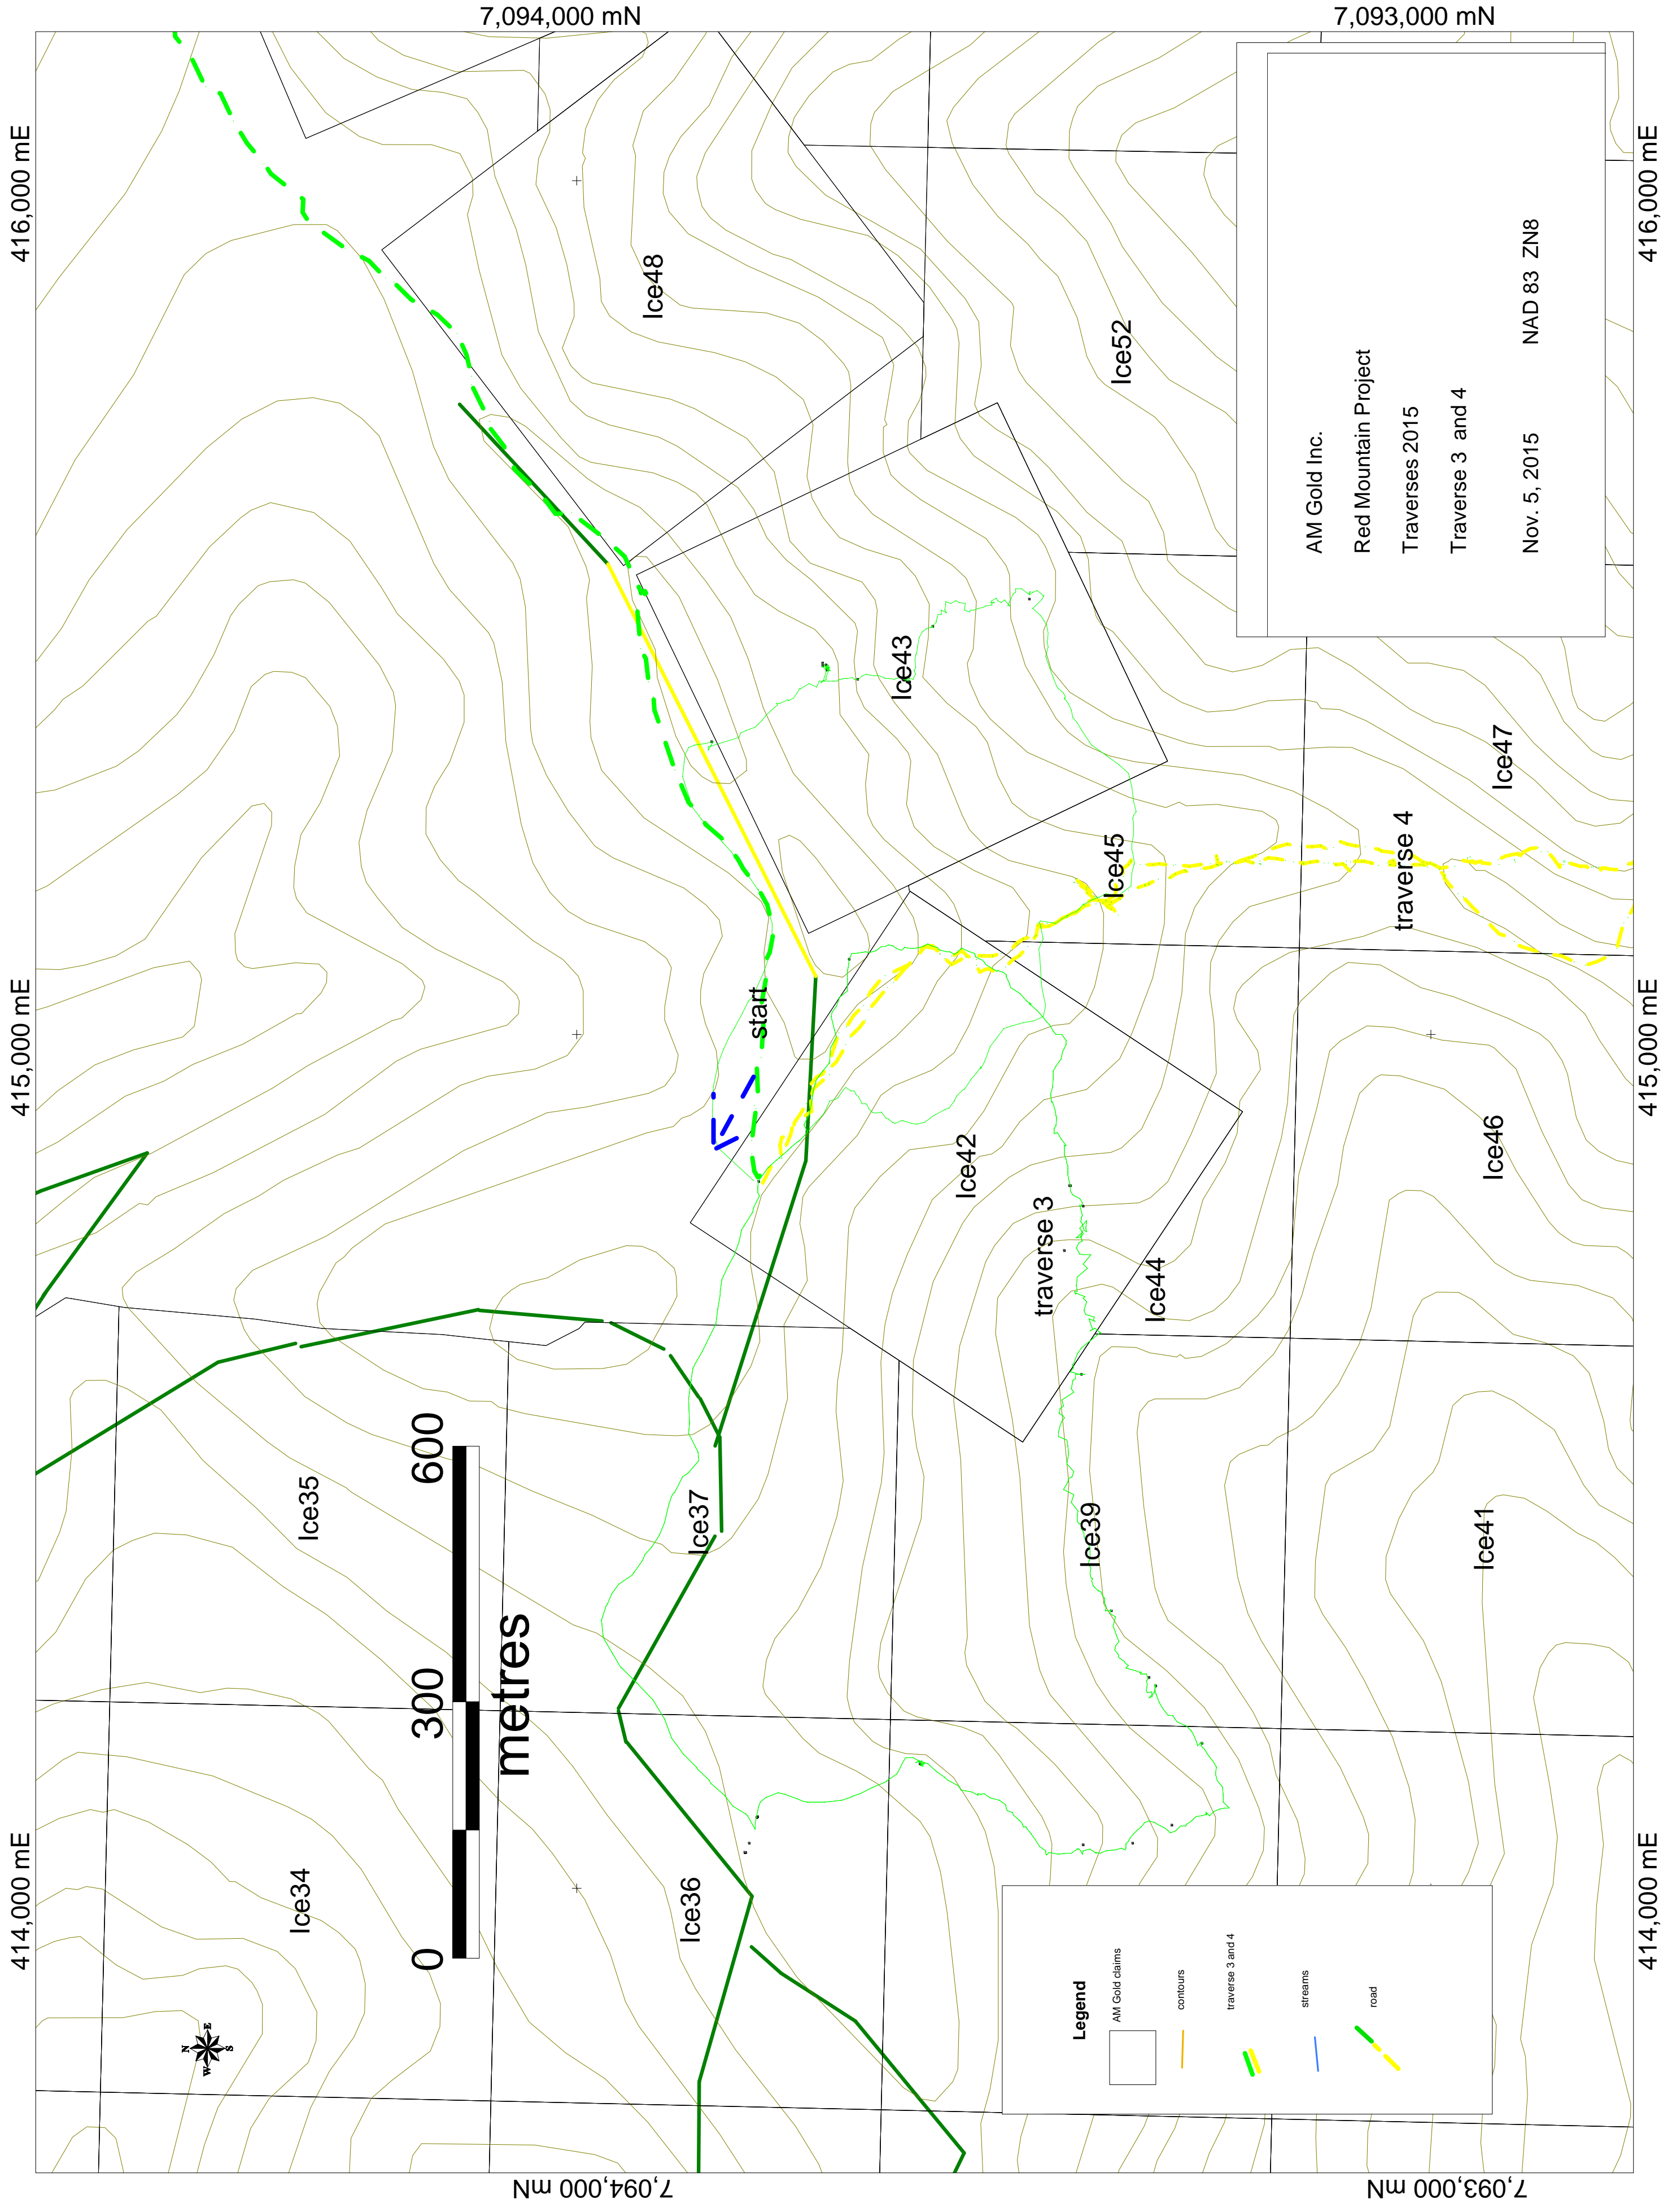 7,094,000 mN
7,093,000 mN
416,000 mE
416,000 mE
415,000 mE
415,000 mE
414,000 mE
414,000 mE
7,094,000 mN
7,093,000 mN
Ice34
Ice35
Ice36
Ice37
Ice48
Ice43
Ice52
Ice42
Ice45
Ice39
Ice44
Ice41
Ice46
Ice47
start
traverse 3
traverse 4
0
300
600
metres
N
E
S
W
Legend
AM Gold claims
contours
traverse 3 and 4
streams
road
AM Gold Inc.
Red Mountain Project
Traverses 2015
Traverse 3 and 4
Nov. 5, 2015 NAD 83 ZN8